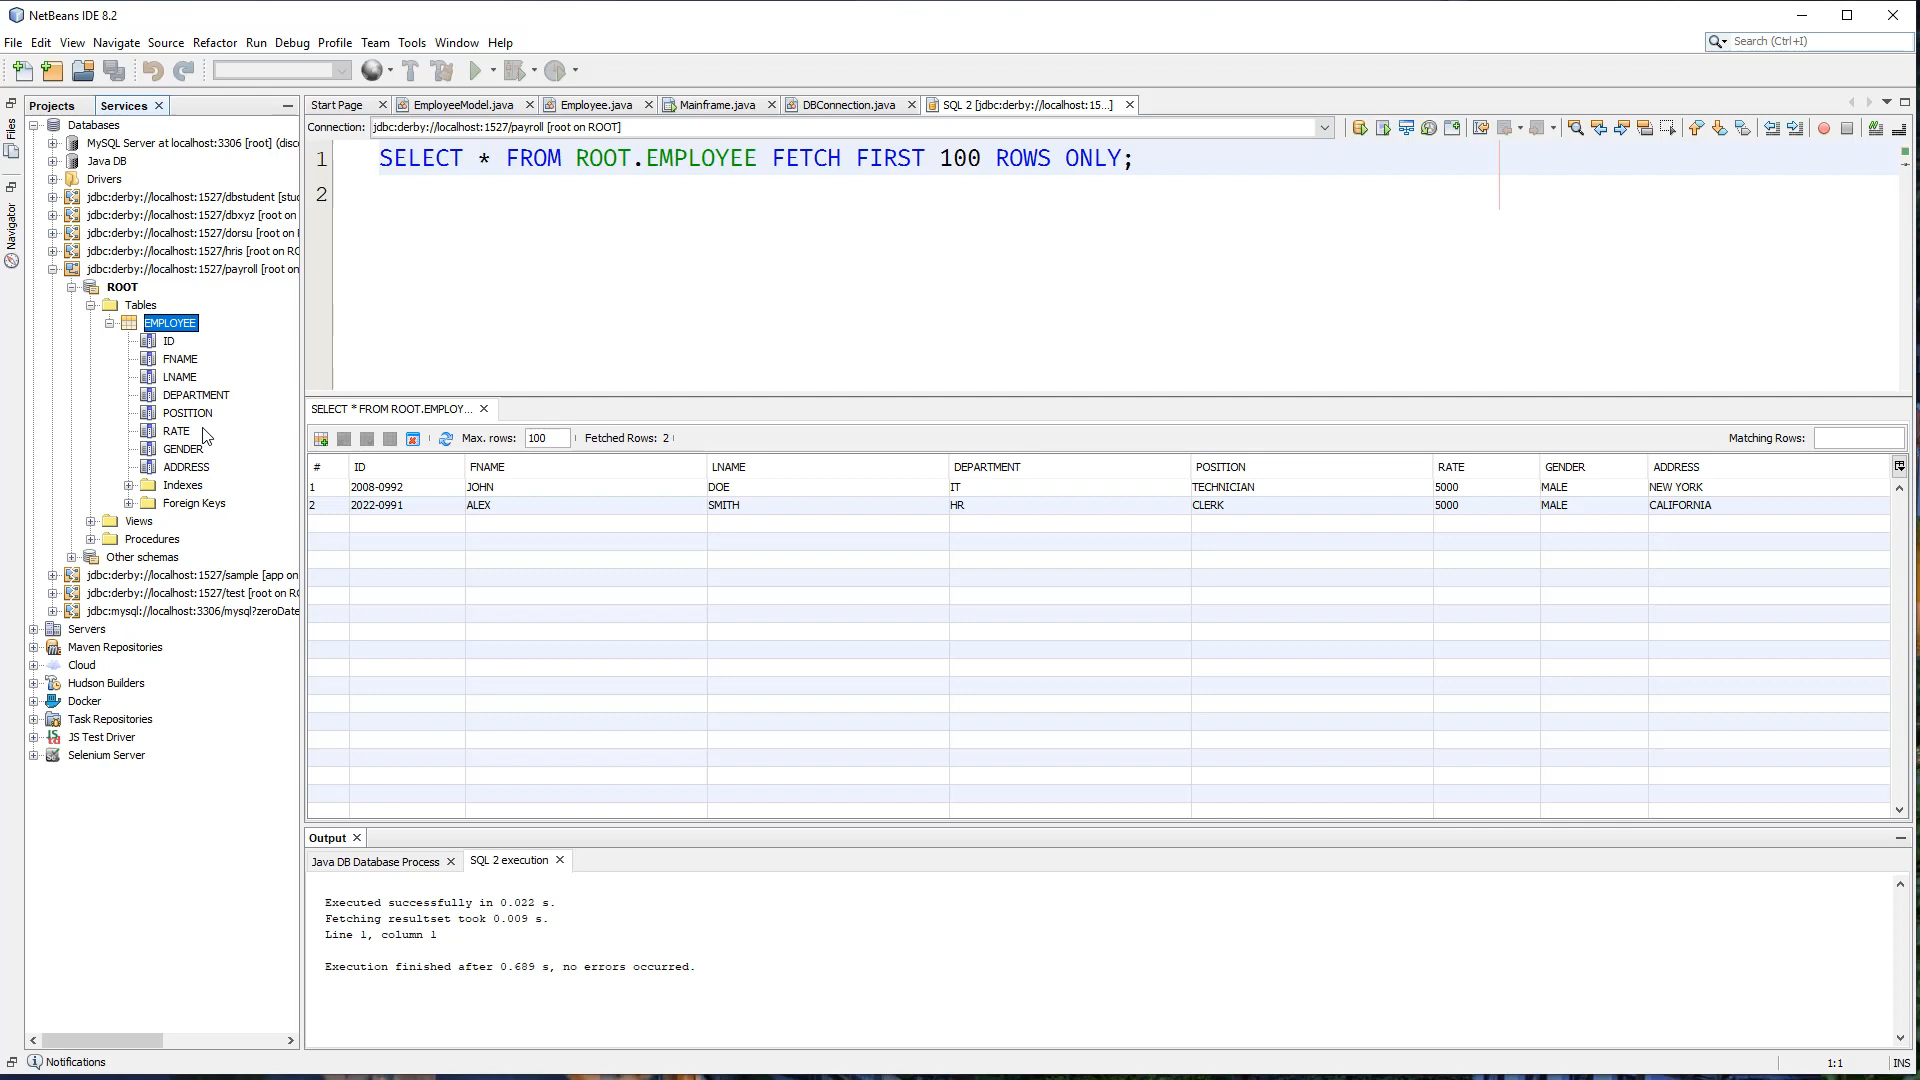 NetBeans IDE 8.2
File Edit View Navigate Source Refactor Run Debug Profile Team Tools Window Help
Search (Ctrl+I)
Files
Navigator
Projects Services
Databases
MySQL Server at localhost:3306 [root] (disco
Java DB
Drivers
jdbc:derby://localhost:1527/dbstudent [stud
jdbc:derby://localhost:1527/dbxyz [root on
jdbc:derby://localhost:1527/dorsu [root on R
jdbc:derby://localhost:1527/hris [root on RO
jdbc:derby://localhost:1527/payroll [root on
ROOT
Tables
EMPLOYEE
ID
FNAME
LNAME
DEPARTMENT
POSITION
RATE
GENDER
ADDRESS
Indexes
Foreign Keys
Views
Procedures
Other schemas
jdbc:derby://localhost:1527/sample [app on
jdbc:derby://localhost:1527/test [root on RO
jdbc:mysql://localhost:3306/mysql?zeroDate
Servers
Maven Repositories
Cloud
Hudson Builders
Docker
Task Repositories
JS Test Driver
Selenium Server
Start Page EmployeeModel.java Employee.java Mainframe.java DBConnection.java SQL 2 [jdbc:derby://localhost:15...]
Connection: jdbc:derby://localhost:1527/payroll [root on ROOT]
1 SELECT * FROM ROOT.EMPLOYEE FETCH FIRST 100 ROWS ONLY;
2
SELECT * FROM ROOT.EMPLOY...
Max. rows: 100 Fetched Rows: 2 Matching Rows:
# ID FNAME LNAME DEPARTMENT POSITION RATE GENDER ADDRESS
1 2008-0992 JOHN DOE IT TECHNICIAN 5000 MALE NEW YORK
2 2022-0991 ALEX SMITH HR CLERK 5000 MALE CALIFORNIA
Output
Java DB Database Process SQL 2 execution
Executed successfully in 0.022 s.
Fetching resultset took 0.009 s.
Line 1, column 1
Execution finished after 0.689 s, no errors occurred.
Notifications
1:1 INS